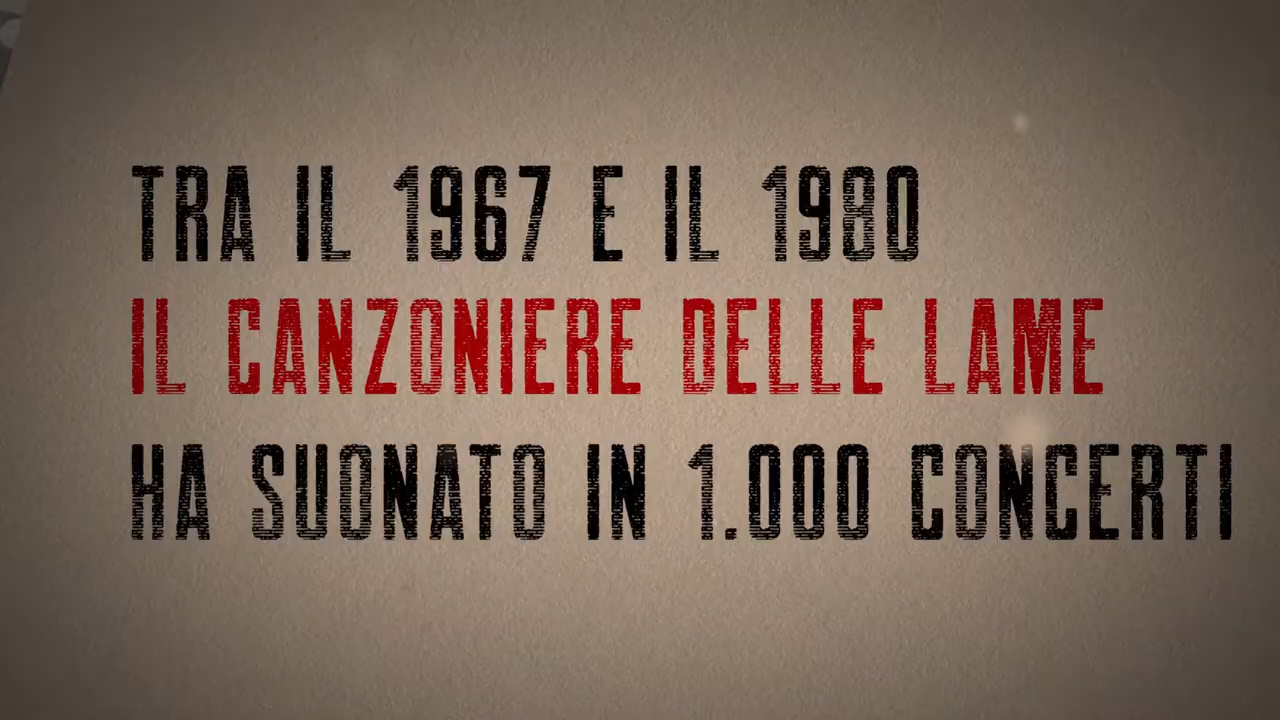 TRA IL 1967 E IL 1980
IL CANZONIERE DELLE LAME
HA SUONATO IN 1.000 CONCERTI